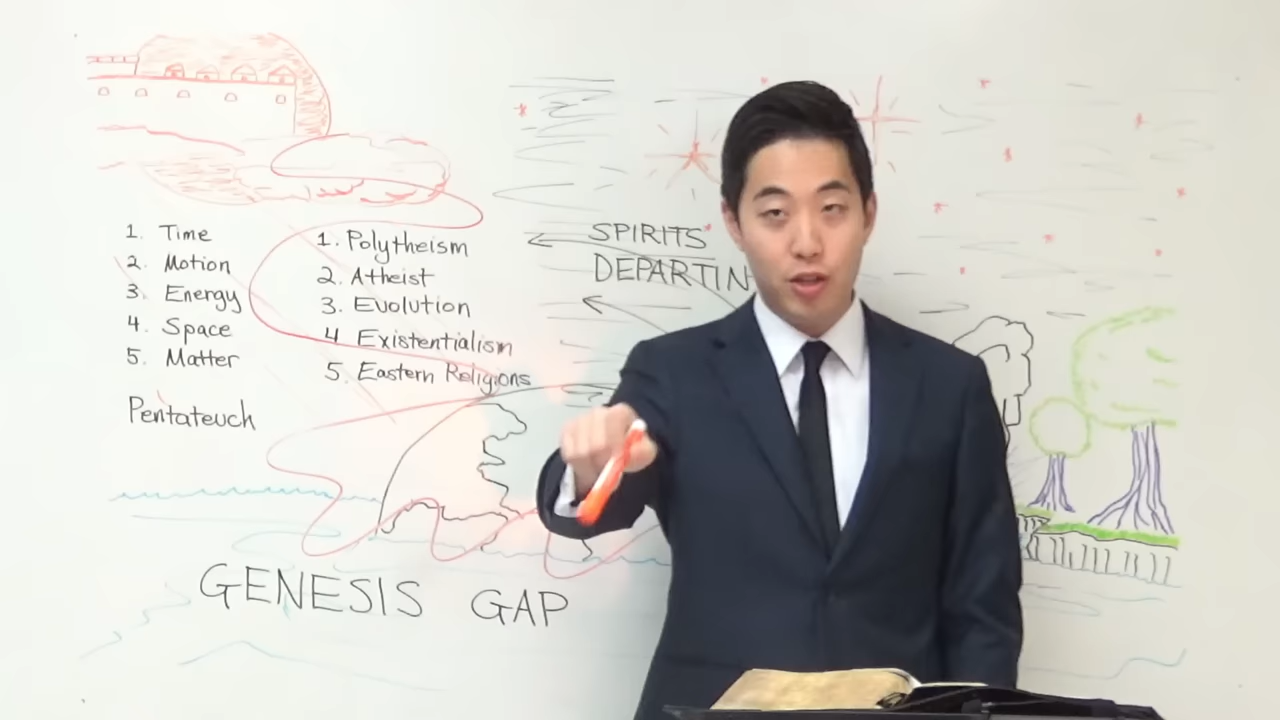 1. Time
2. Motion
3. Energy
4. Space
5. Matter
Pentateuch
1. Polytheism
2. Atheist
3. Evolution
4 Existentialism
5. Eastern Religions
SPIRITS
DEPARTIN
GENESIS GAP